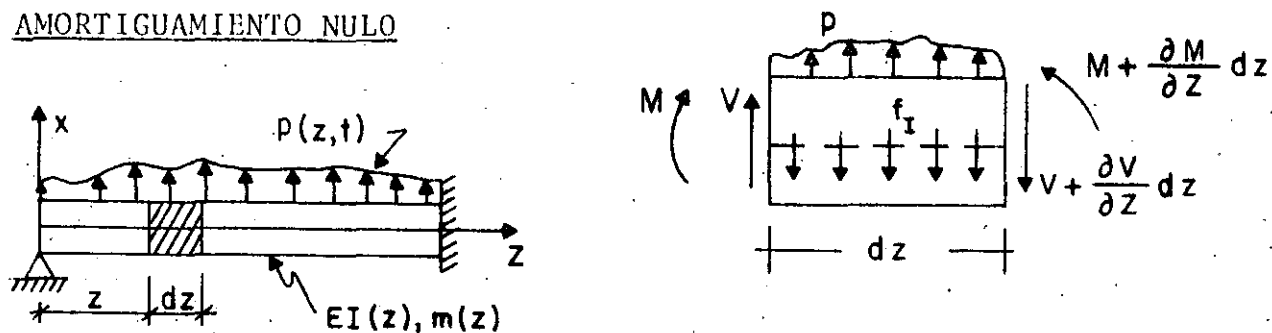 AMORTIGUAMIENTO NULO
x
p(z,t)
z
z
dz
EI(z), m(z)
p
M
V
f_I
M + ∂M/∂z dz
V + ∂V/∂z dz
dz